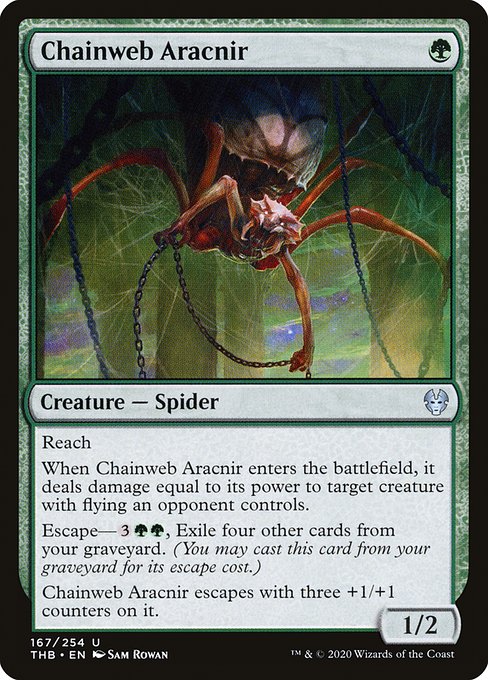 Chainweb Aracnir
Creature — Spider
Reach
When Chainweb Aracnir enters the battlefield, it
deals damage equal to its power to target creature
with flying an opponent controls.
Escape—3, Exile four other cards from
your graveyard. (You may cast this card from your
graveyard for its escape cost.)
Chainweb Aracnir escapes with three +1/+1
counters on it.
1/2
167/254 U
THB • EN Sam Rowan
™ & © 2020 Wizards of the Coast